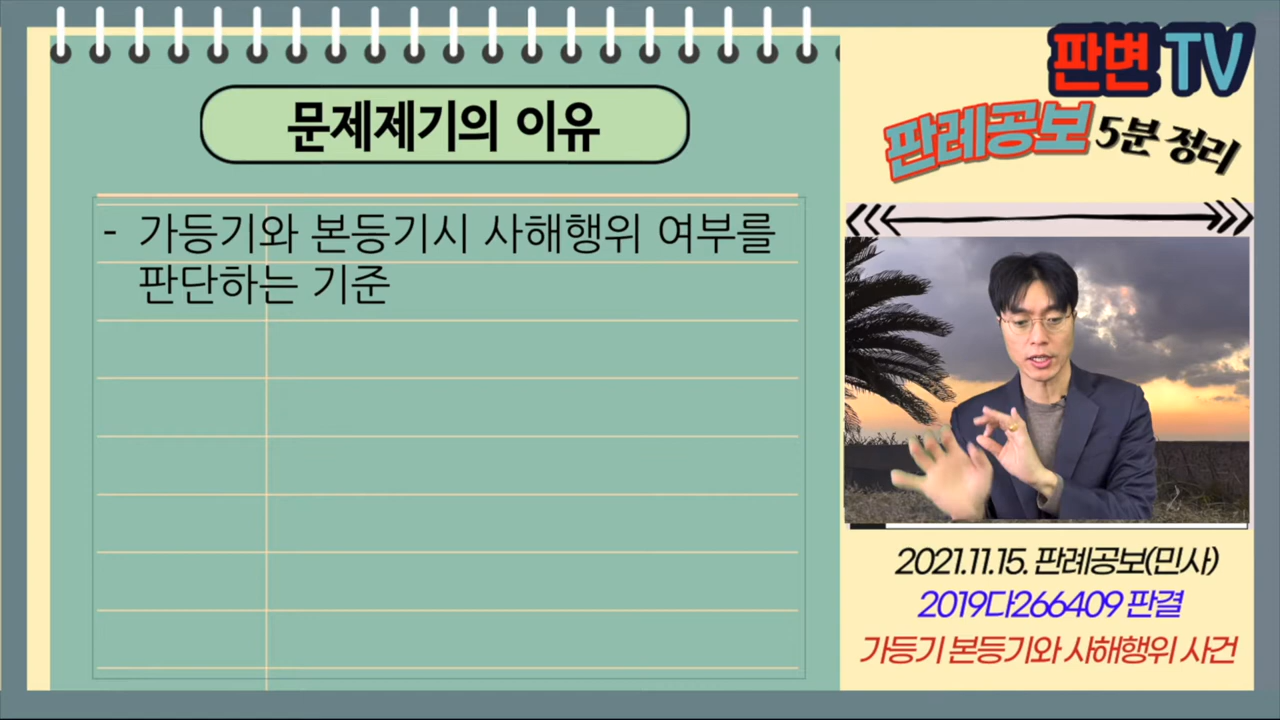 문제제기의 이유
- 가등기와 본등기시 사해행위 여부를
판단하는 기준
판변 TV
판례공보 5분 정리
2021.11.15. 판례공보(민사)
2019다266409 판결
가등기 본등기와 사해행위 사건